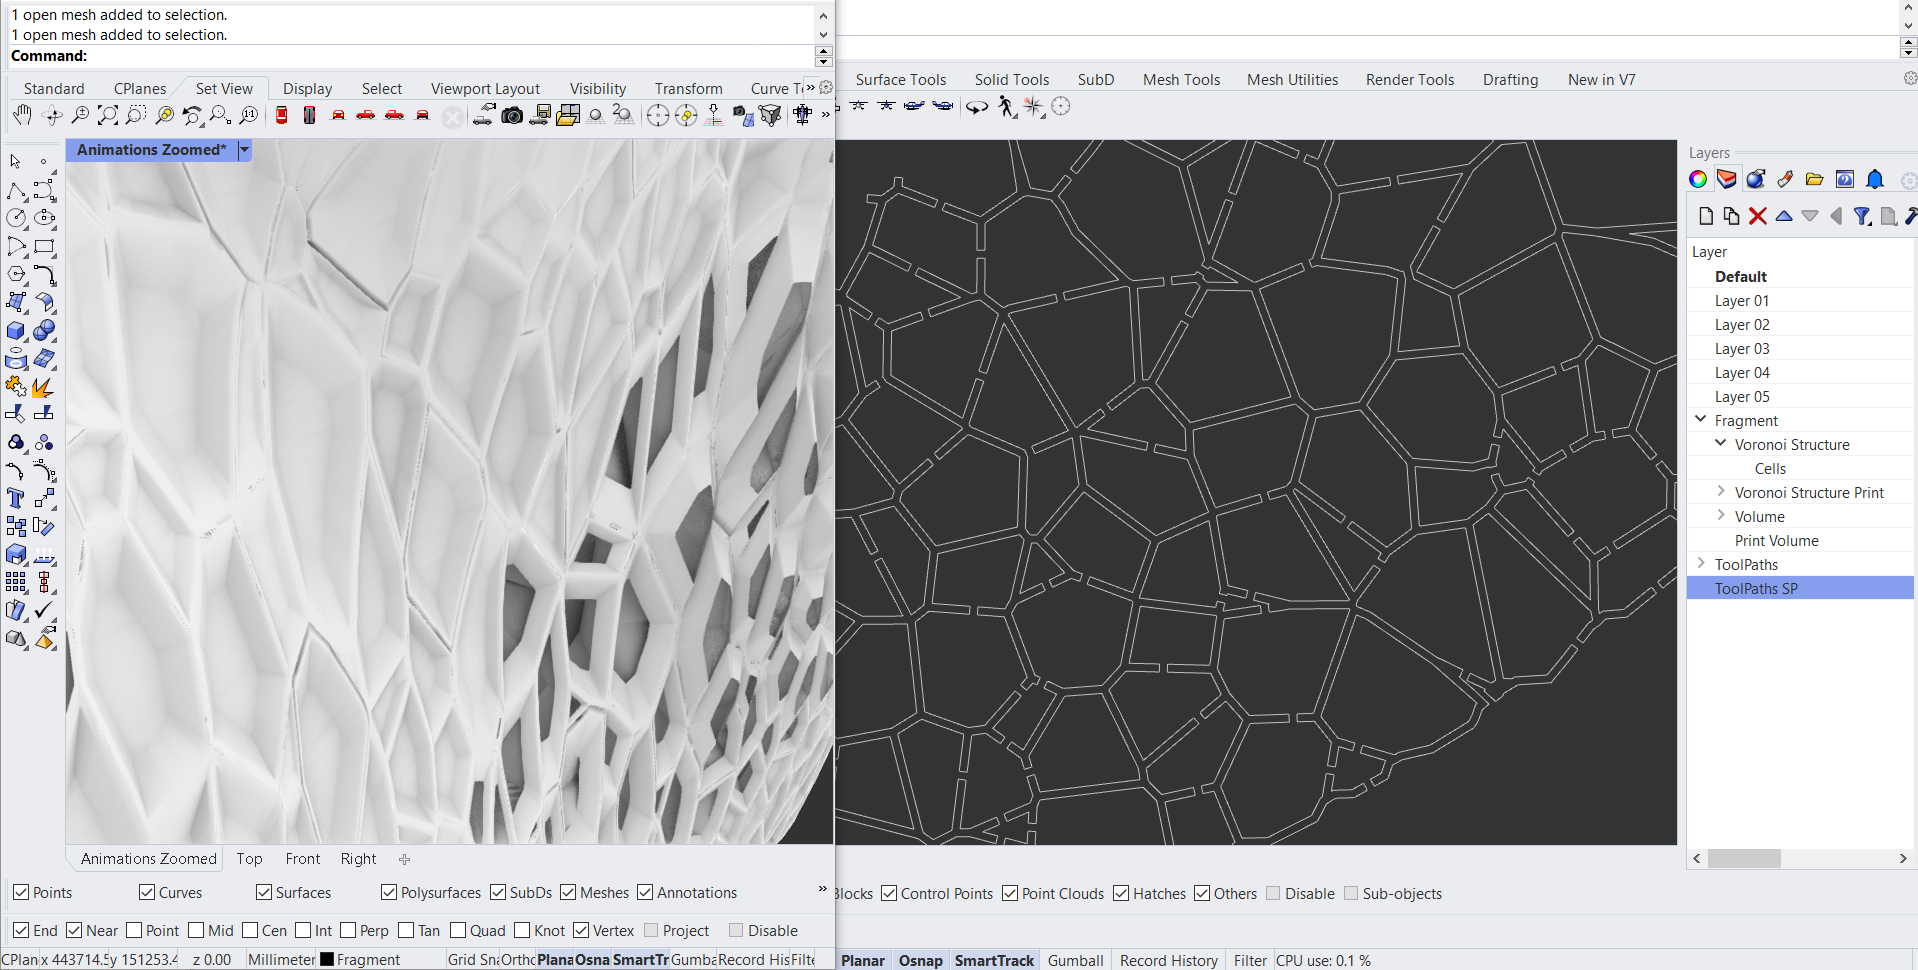 1 open mesh added to selection.
1 open mesh added to selection.
Command:
Standard CPlanes Set View Display Select Viewport Layout Visibility Transform Curve T »
Surface Tools Solid Tools SubD Mesh Tools Mesh Utilities Render Tools Drafting New in V7
Animations Zoomed*
Layers
Layer
Default
Layer 01
Layer 02
Layer 03
Layer 04
Layer 05
Fragment
Voronoi Structure
Cells
Voronoi Structure Print
Volume
Print Volume
ToolPaths
ToolPaths SP
Animations Zoomed Top Front Right
Points Curves Surfaces Polysurfaces SubDs Meshes Annotations »
Blocks Control Points Point Clouds Hatches Others Disable Sub-objects
End Near Point Mid Cen Int Perp Tan Quad Knot Vertex Project Disable
CPlan x 443714.5 y 151253.4 z 0.00 Millimeter Fragment Grid Sna Ortho Plana Osna SmartTr Gumba Record His Filte
Planar Osnap SmartTrack Gumball Record History Filter CPU use: 0.1 %